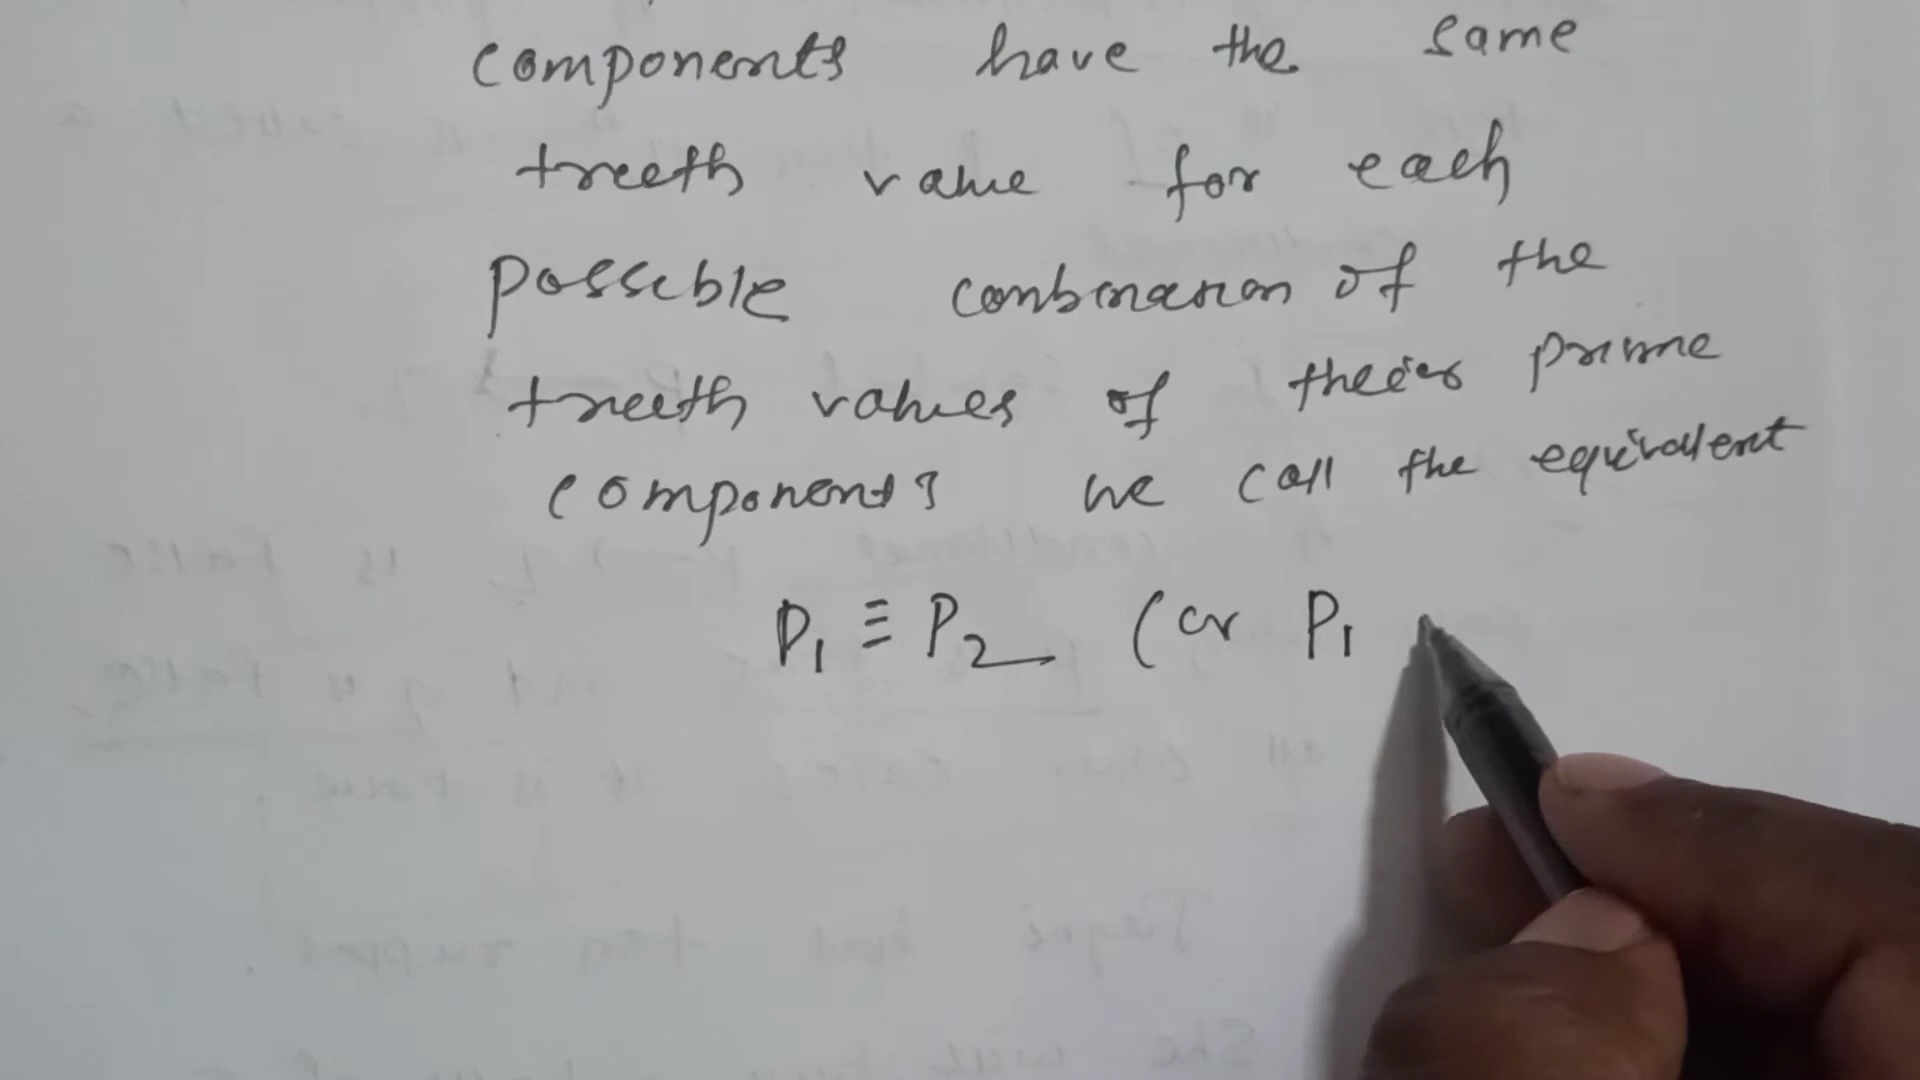 components have the same
treeth value for each
possible combination of the
treeth values of theeir prime
components we call the equivalent
P₁ ≡ P₂ (or P₁